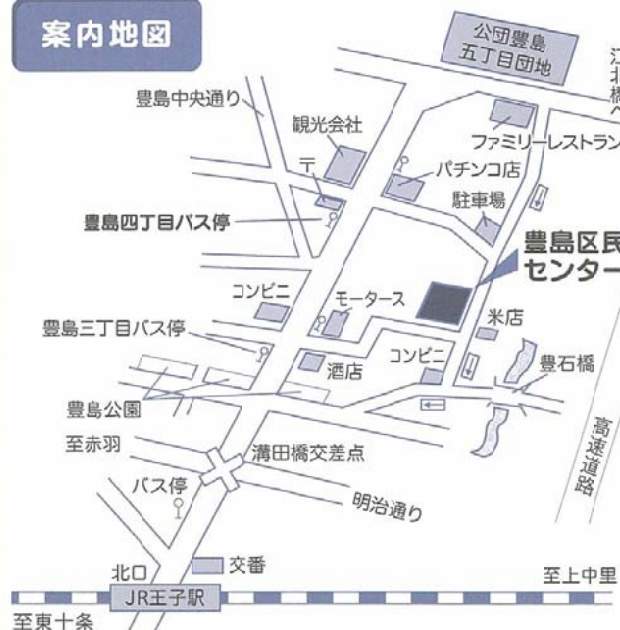 案内地図
公団豊島
五丁目団地
江北橋へ
豊島中央通り
観光会社
ファミリーレストラン
〒
パチンコ店
駐車場
豊島四丁目バス停
豊島区民
センター
コンビニ
モータース
米店
豊島三丁目バス停
コンビニ
豊石橋
酒店
豊島公園
高速道路
至赤羽
溝田橋交差点
バス停
明治通り
北口
交番
至上中里
JR王子駅
至東十条